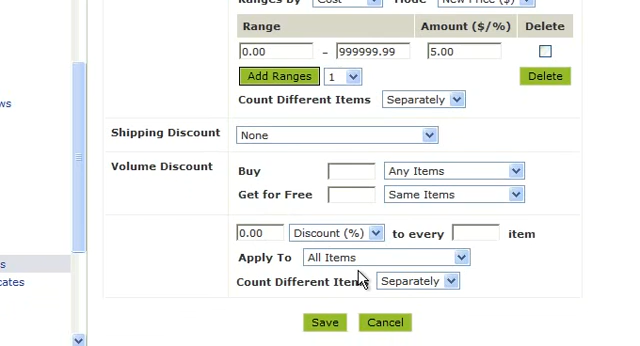 Ranges by Cost Mode New Price ($)
Range Amount ($/%) Delete
0.00 – 999999.99 5.00
ws
Add Ranges 1 Delete
Count Different Items Separately
Shipping Discount None
Volume Discount Buy Any Items
Get for Free Same Items
0.00 Discount (%) to every item
Apply To All Items
s
Count Different Items Separately
cates
Save Cancel